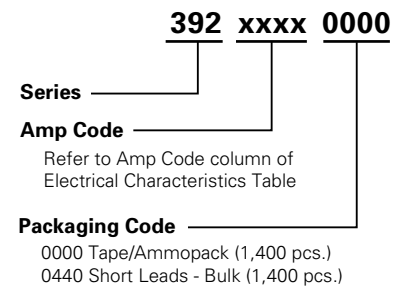 392 xxxx 0000
Series
Amp Code
Refer to Amp Code column of
Electrical Characteristics Table
Packaging Code
0000 Tape/Ammopack (1,400 pcs.)
0440 Short Leads - Bulk (1,400 pcs.)